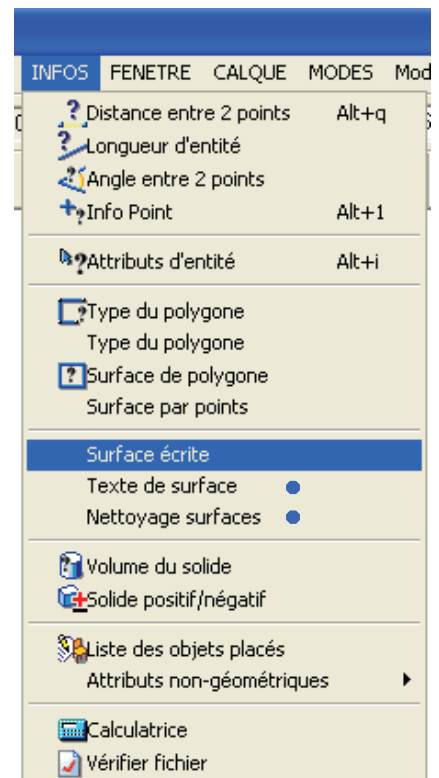 INFOS FENETRE CALQUE MODES Mod
Distance entre 2 points Alt+q
Longueur d'entité
Angle entre 2 points
Info Point Alt+1
Attributs d'entité Alt+i
Type du polygone
Type du polygone
Surface de polygone
Surface par points
Surface écrite
Texte de surface
Nettoyage surfaces
Volume du solide
Solide positif/négatif
Liste des objets placés
Attributs non-géométriques
Calculatrice
Vérifier fichier